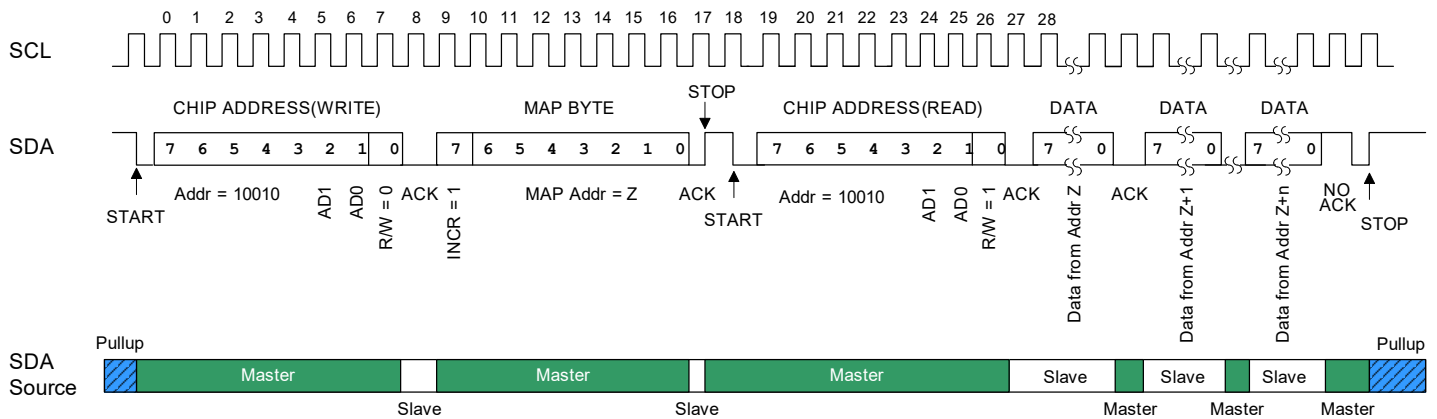 0 1 2 3 4 5 6 7 8 9 10 11 12 13 14 15 16 17 18 19 20 21 22 23 24 25 26 27 28
SCL
STOP
CHIP ADDRESS(WRITE) MAP BYTE CHIP ADDRESS(READ) DATA DATA DATA
SDA
7 6 5 4 3 2 1 0 7 6 5 4 3 2 1 0 7 6 5 4 3 2 1 0 7 0 7 0 7 0
START
Addr = 10010
AD1
AD0
R/W = 0
ACK
INCR = 1
MAP Addr = Z
ACK
START
Addr = 10010
AD1
AD0
R/W = 1
ACK
Data from Addr Z
ACK
Data from Addr Z+1
Data from Addr Z+n
NO
ACK
STOP
Pullup Pullup
SDA
Source
Master Master Master Slave Slave Slave
Slave Slave Master Master Master